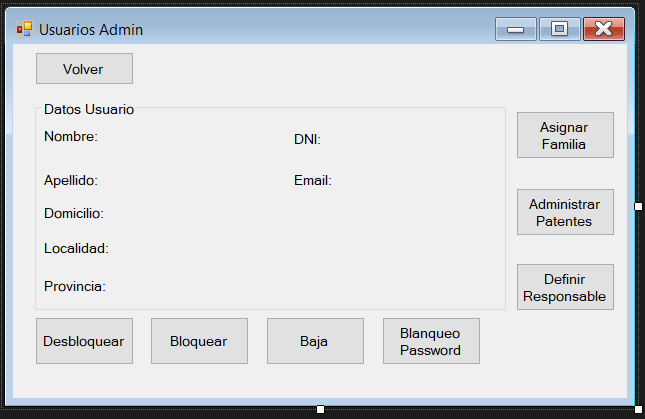 Usuarios Admin
Volver
Datos Usuario
Nombre:
DNI:
Apellido:
Email:
Domicilio:
Localidad:
Provincia:
Asignar
Familia
Administrar
Patentes
Definir
Responsable
Desbloquear
Bloquear
Baja
Blanqueo
Password